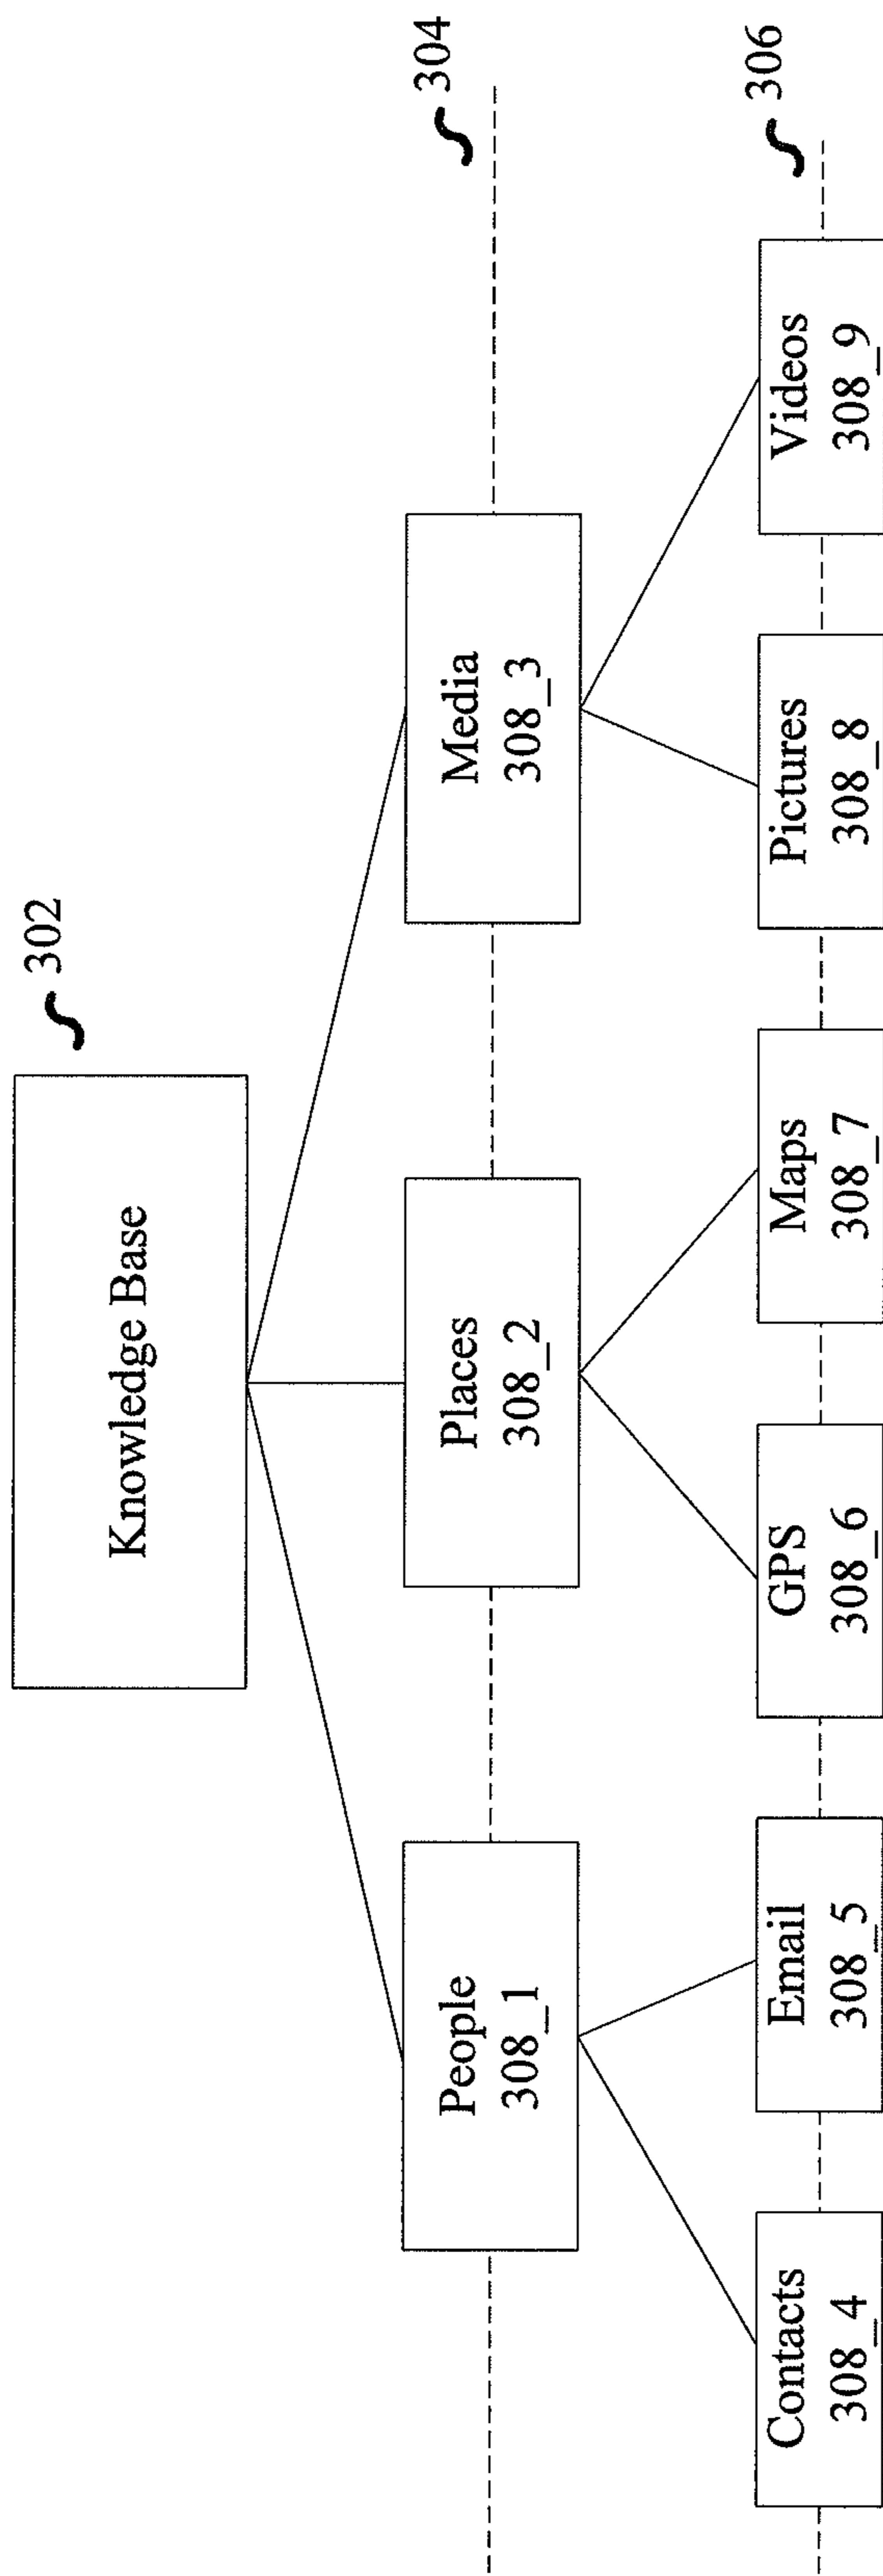 302
Knowledge Base
304
People
308_1
Places
308_2
Media
308_3
306
Contacts
308_4
Email
308_5
GPS
308_6
Maps
308_7
Pictures
308_8
Videos
308_9